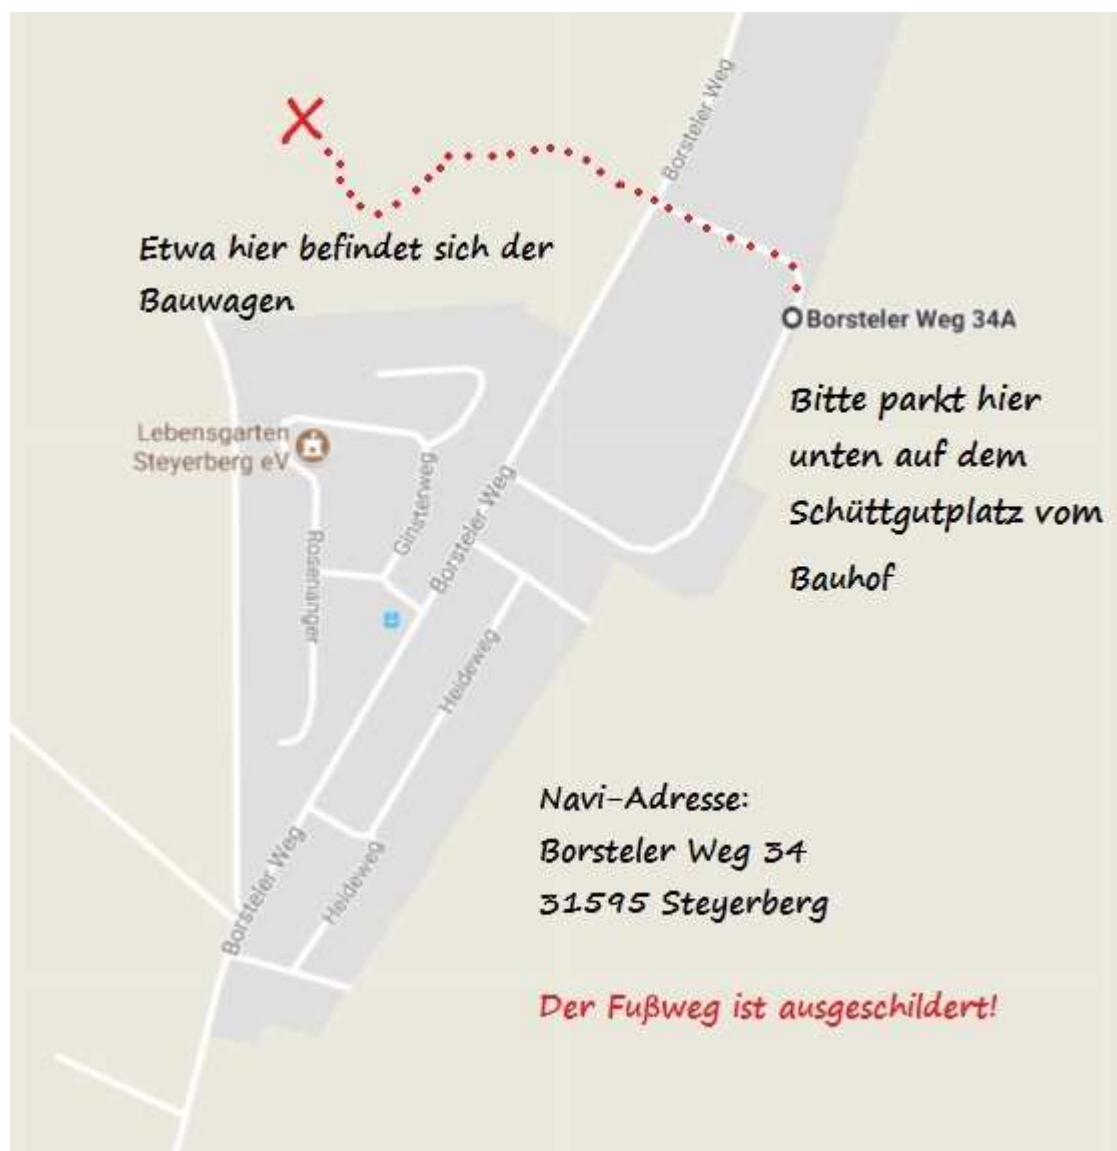 Borsteler Weg
Etwa hier befindet sich der
Bauwagen
Borsteler Weg 34A
Bitte parkt hier
unten auf dem
Schüttgutplatz vom
Bauhof
Lebensgarten
Steyerberg eV
Ginsterweg
Borsteler Weg
Rosenanger
Heideweg
Navi-Adresse:
Borsteler Weg 34
31595 Steyerberg
Borsteler Weg
Heideweg
Der Fußweg ist ausgeschildert!